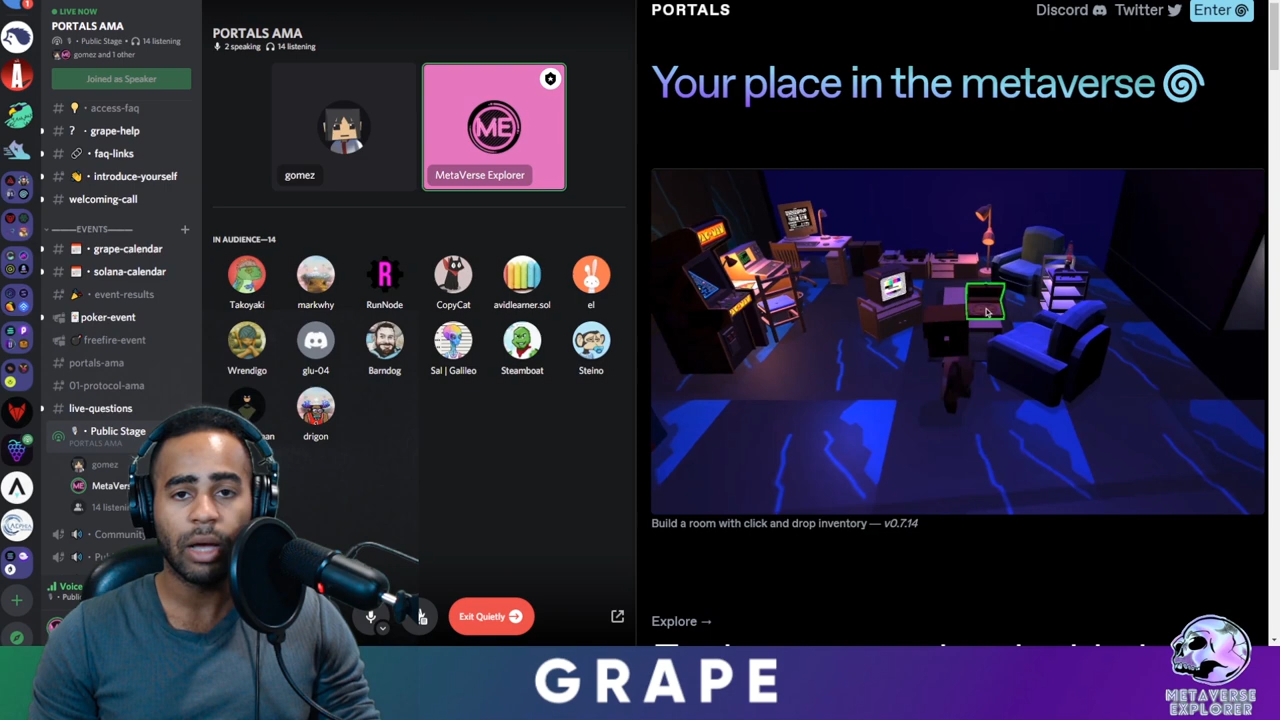 1
LIVE NOW
PORTALS AMA
• Public Stage 14 listening
gomez and 1 other
Joined as Speaker
# • access-faq
# ? • grape-help
# • faq-links
# • introduce-yourself
# welcoming-call
———EVENTS——— +
# • grape-calendar
# • solana-calendar
# • event-results
poker-event
freefire-event
# portals-ama
# 01-protocol-ama
# live-questions
• Public Stage
PORTALS AMA
gomez
MetaVers
14 listeni
• Community
Voice
PORTALS AMA
2 speaking 14 listening
ME
gomez
MetaVerse Explorer
IN AUDIENCE—14
R
Takoyaki markwhy RunNode CopyCat avidlearner.sol el
Wrendigo glu-04 Barndog Sal | Galileo Steamboat Steino
drigon
Exit Quietly
PORTALS
Discord Twitter Enter
Your place in the metaverse
Build a room with click and drop inventory — v0.7.14
Explore →
GRAPE
METAVERSE
EXPLORER